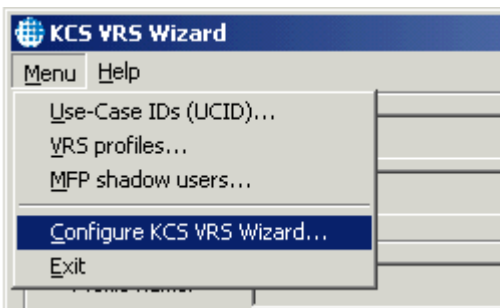 KCS VRS Wizard
Menu Help
Use-Case IDs (UCID)...
VRS profiles...
MFP shadow users...
Configure KCS VRS Wizard...
Exit